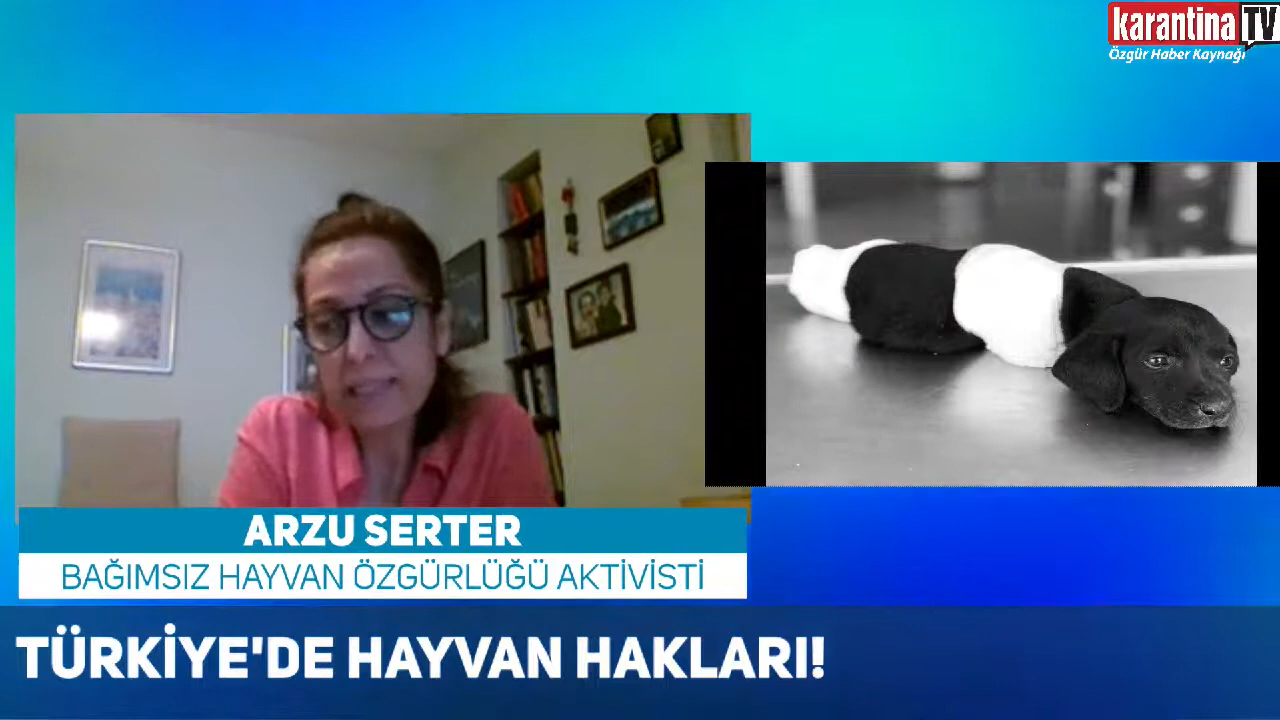 karantina TV
Özgür Haber Kaynağı
ARZU SERTER
BAĞIMSIZ HAYVAN ÖZGÜRLÜĞÜ AKTİVİSTİ
TÜRKİYE'DE HAYVAN HAKLARI!